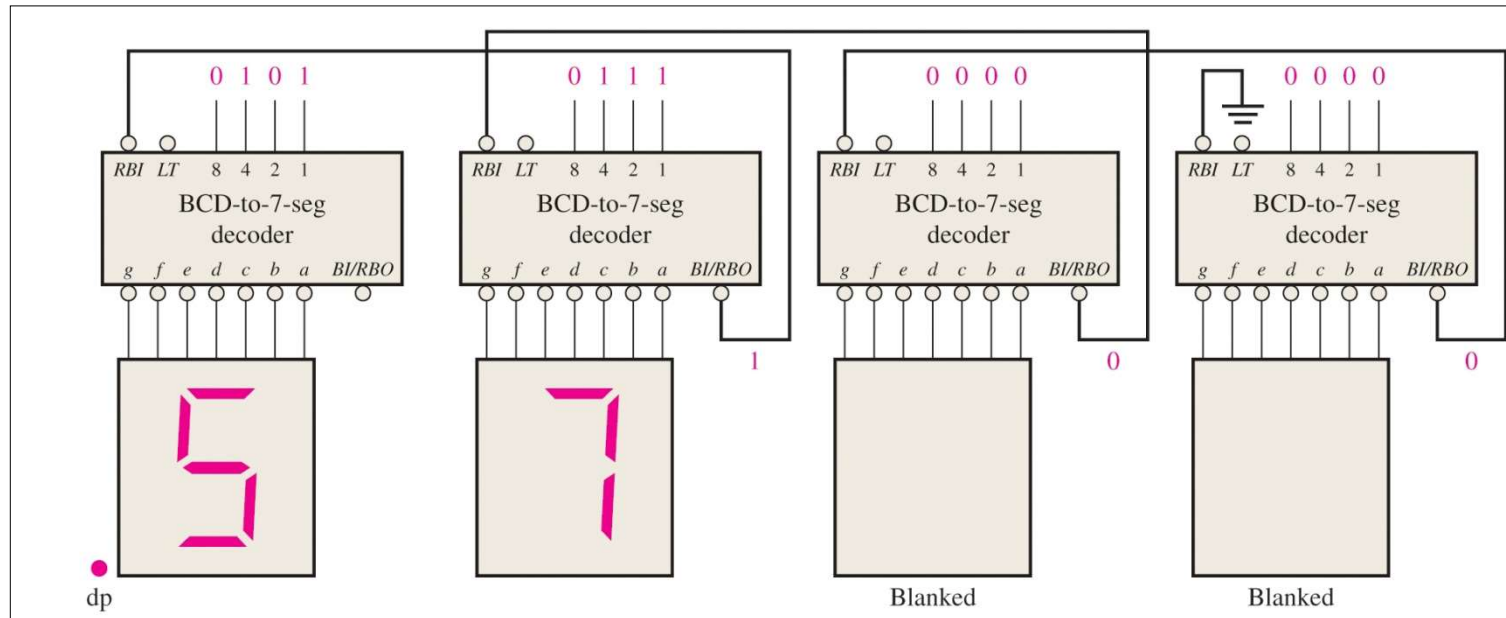 0 1 0 1 0 1 1 1 0 0 0 0 0 0 0 0
RBI LT 8 4 2 1 RBI LT 8 4 2 1 RBI LT 8 4 2 1 RBI LT 8 4 2 1
BCD-to-7-seg BCD-to-7-seg BCD-to-7-seg BCD-to-7-seg
decoder decoder decoder decoder
g f e d c b a BI/RBO g f e d c b a BI/RBO g f e d c b a BI/RBO g f e d c b a BI/RBO
1 0 0
5 7
dp Blanked Blanked